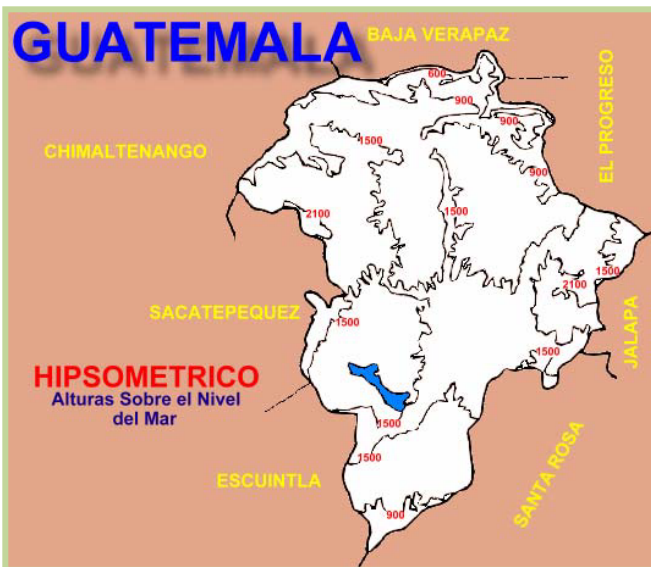 GUATEMALA
BAJA VERAPAZ
600
900
900
EL PROGRESO
1500
CHIMALTENANGO
900
2100
1500
1500
2100
SACATEPEQUEZ
1500
JALAPA
1500
HIPSOMETRICO
Alturas Sobre el Nivel
del Mar
1500
1500
ESCUINTLA
SANTA ROSA
900